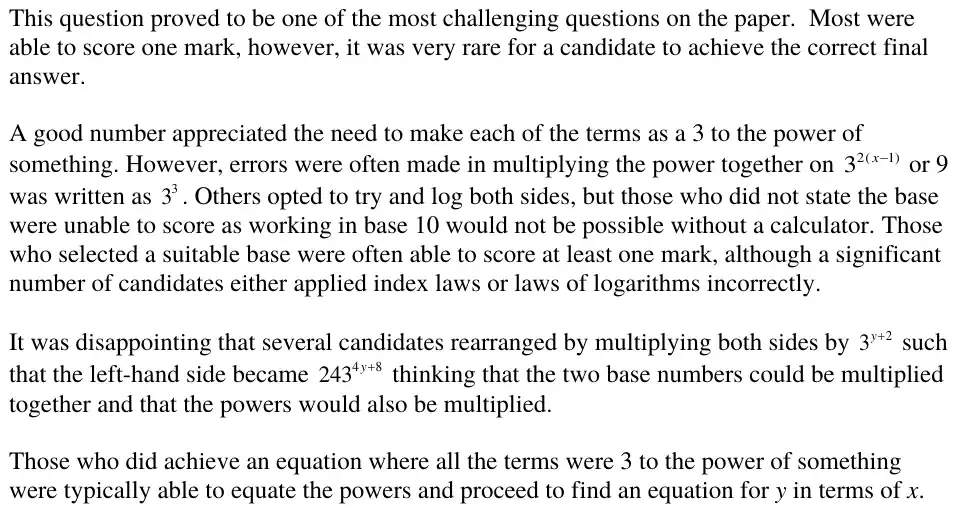 This question proved to be one of the most challenging questions on the paper.  Most were
able to score one mark, however, it was very rare for a candidate to achieve the correct final
answer.
A good number appreciated the need to make each of the terms as a 3 to the power of
something. However, errors were often made in multiplying the power together on 3²⁽ˣ⁻¹⁾ or 9
was written as 3³ . Others opted to try and log both sides, but those who did not state the base
were unable to score as working in base 10 would not be possible without a calculator. Those
who selected a suitable base were often able to score at least one mark, although a significant
number of candidates either applied index laws or laws of logarithms incorrectly.
It was disappointing that several candidates rearranged by multiplying both sides by 3ʸ⁺² such
that the left-hand side became 243⁴ʸ⁺⁸ thinking that the two base numbers could be multiplied
together and that the powers would also be multiplied.
Those who did achieve an equation where all the terms were 3 to the power of something
were typically able to equate the powers and proceed to find an equation for y in terms of x.